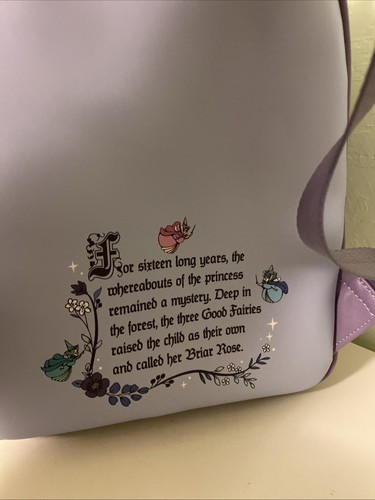 For sixteen long years, the
whereabouts of the princess
remained a mystery. Deep in
the forest, the three Good Fairies
raised the child as their own
and called her Briar Rose.